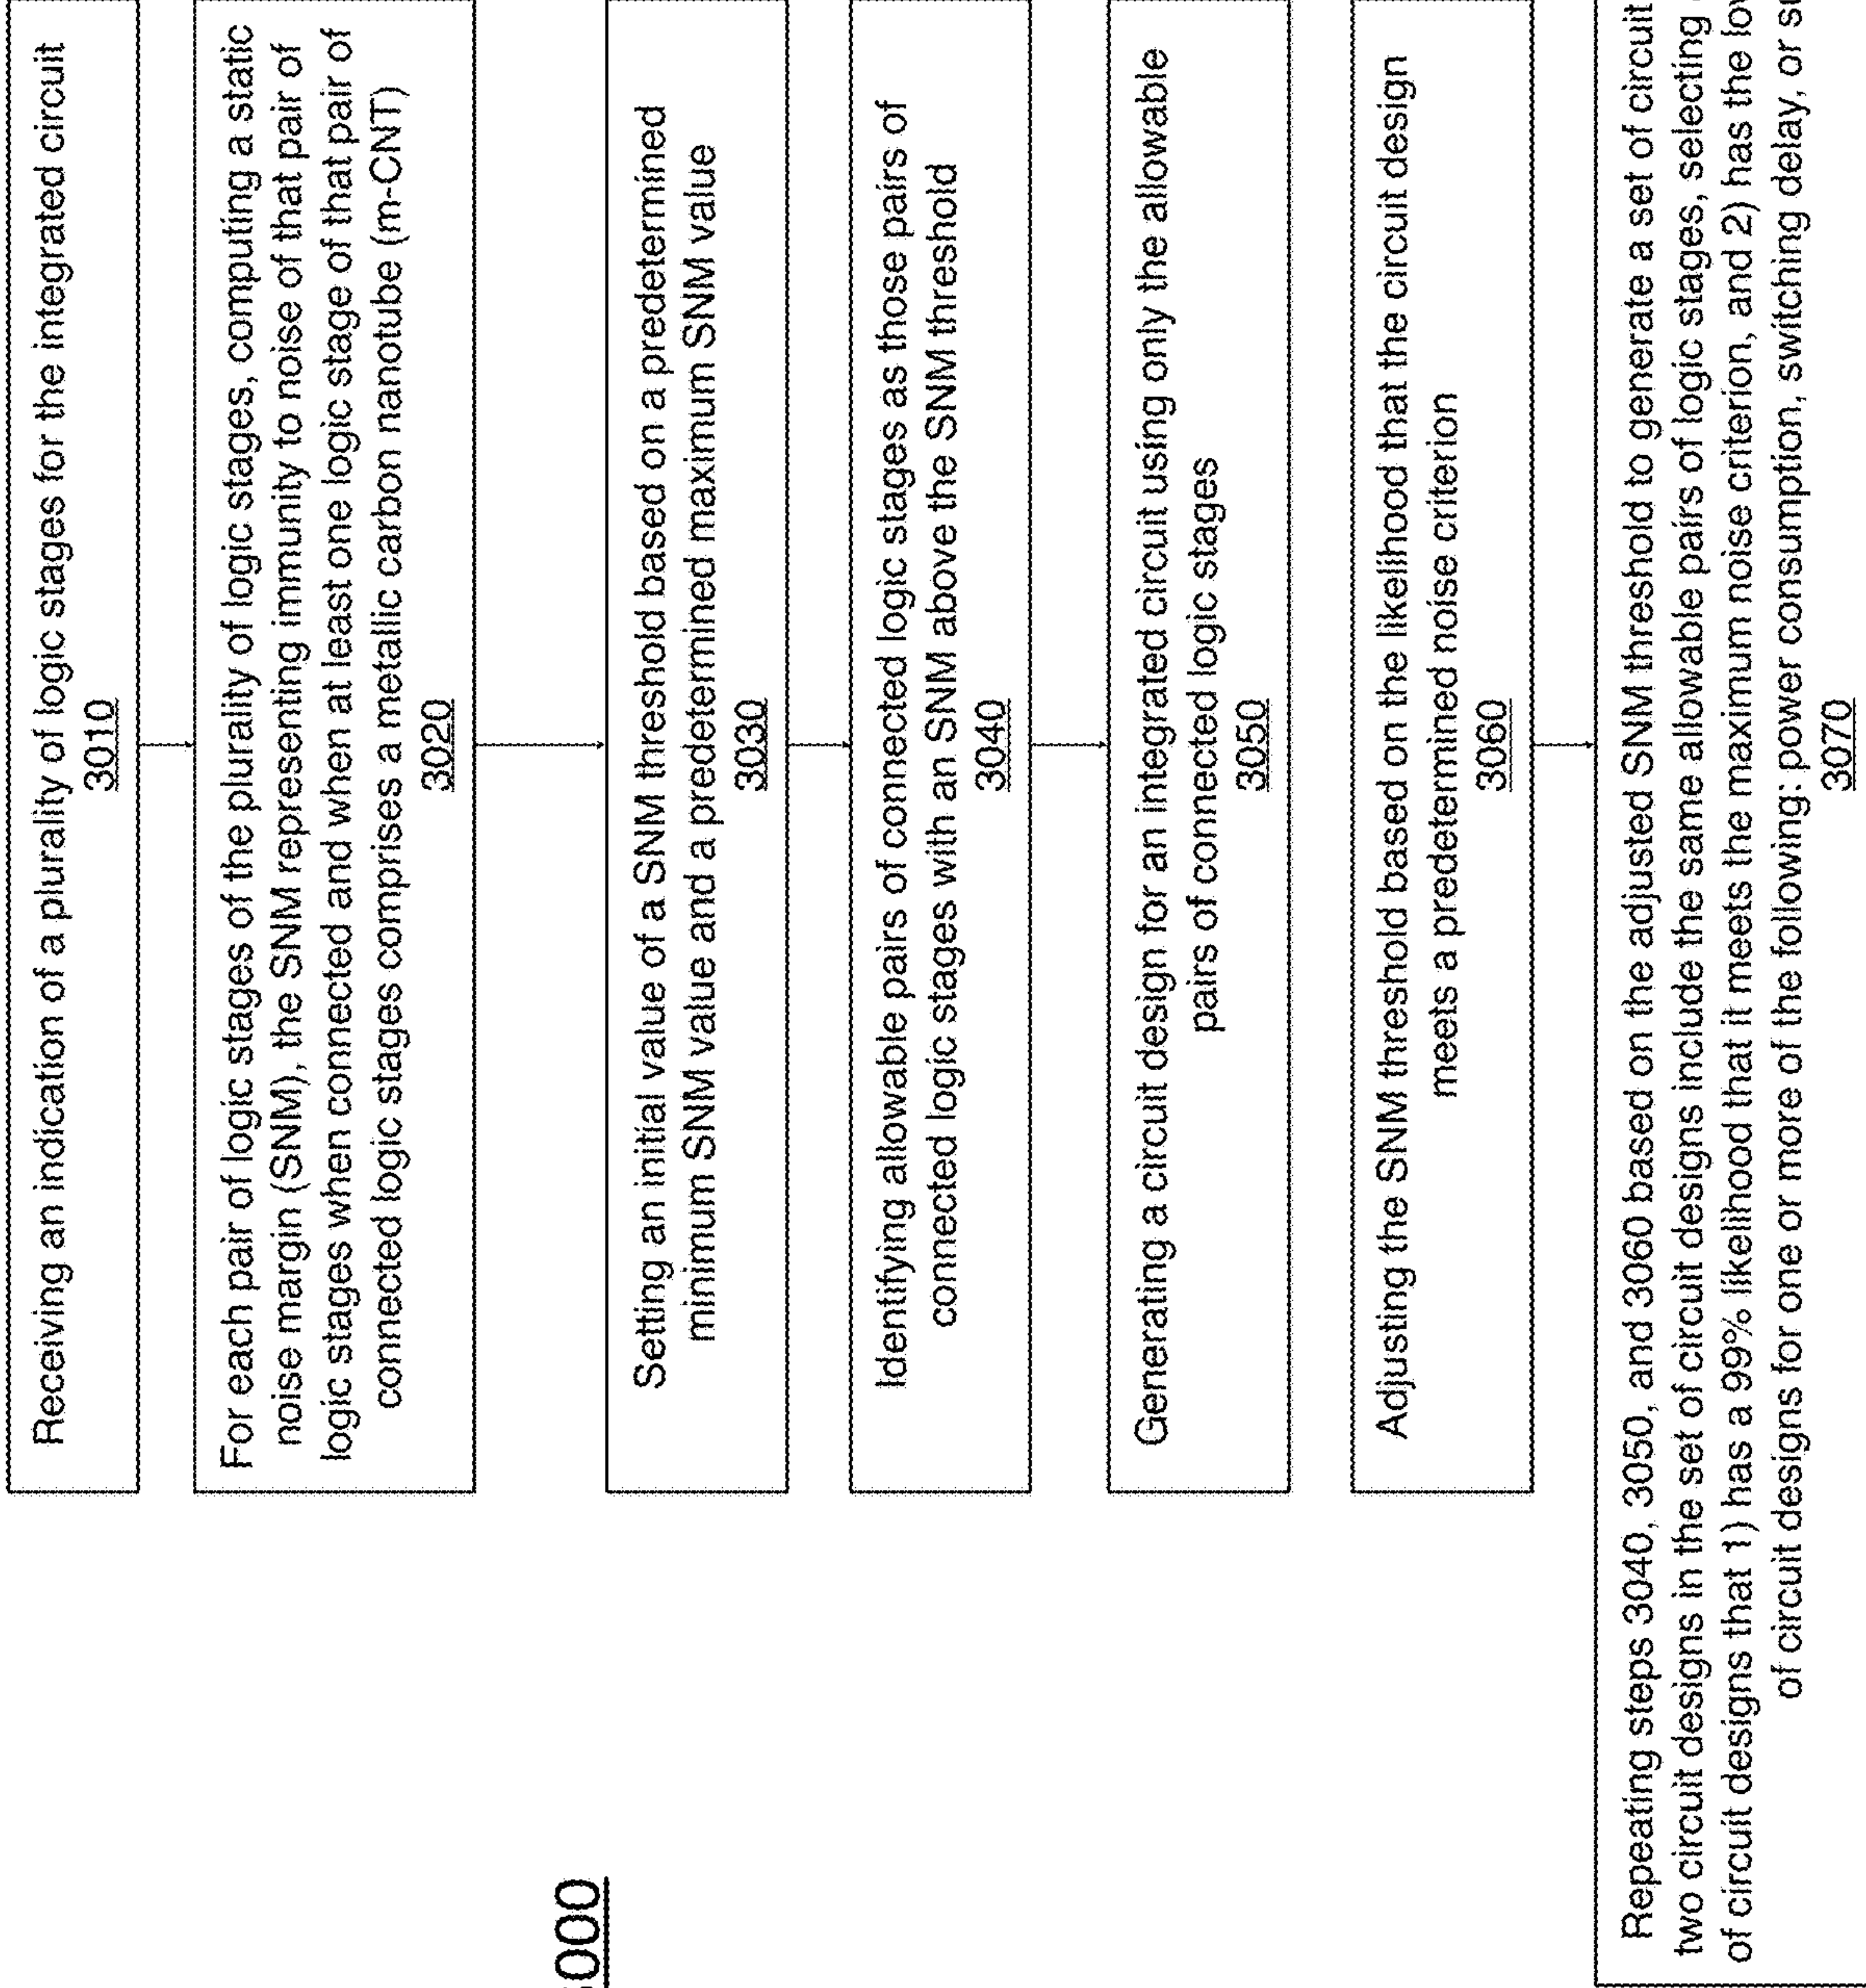 Receiving an indication of a plurality of logic stages for the integrated circuit
3010
For each pair of logic stages of the plurality of logic stages, computing a static
noise margin (SNM), the SNM representing immunity to noise of that pair of
logic stages when connected and when at least one logic stage of that pair of
connected logic stages comprises a metallic carbon nanotube (m-CNT)
3020
Setting an initial value of a SNM threshold based on a predetermined
minimum SNM value and a predetermined maximum SNM value
3030
Identifying allowable pairs of connected logic stages as those pairs of
connected logic stages with an SNM above the SNM threshold
3040
Generating a circuit design for an integrated circuit using only the allowable
pairs of connected logic stages
3050
Adjusting the SNM threshold based on the likelihood that the circuit design
meets a predetermined noise criterion
3060
Repeating steps 3040, 3050, and 3060 based on the adjusted SNM threshold to generate a set of circuit
two circuit designs in the set of circuit designs include the same allowable pairs of logic stages, selecting
of circuit designs that 1) has a 99% likelihood that it meets the maximum noise criterion, and 2) has the
of circuit designs for one or more of the following: power consumption, switching delay, or
3070
000